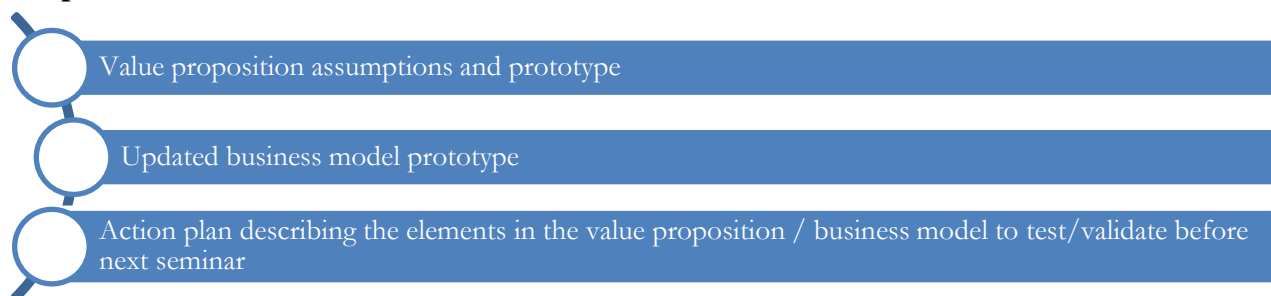 Value proposition assumptions and prototype
Updated business model prototype
Action plan describing the elements in the value proposition / business model to test/validate before
next seminar